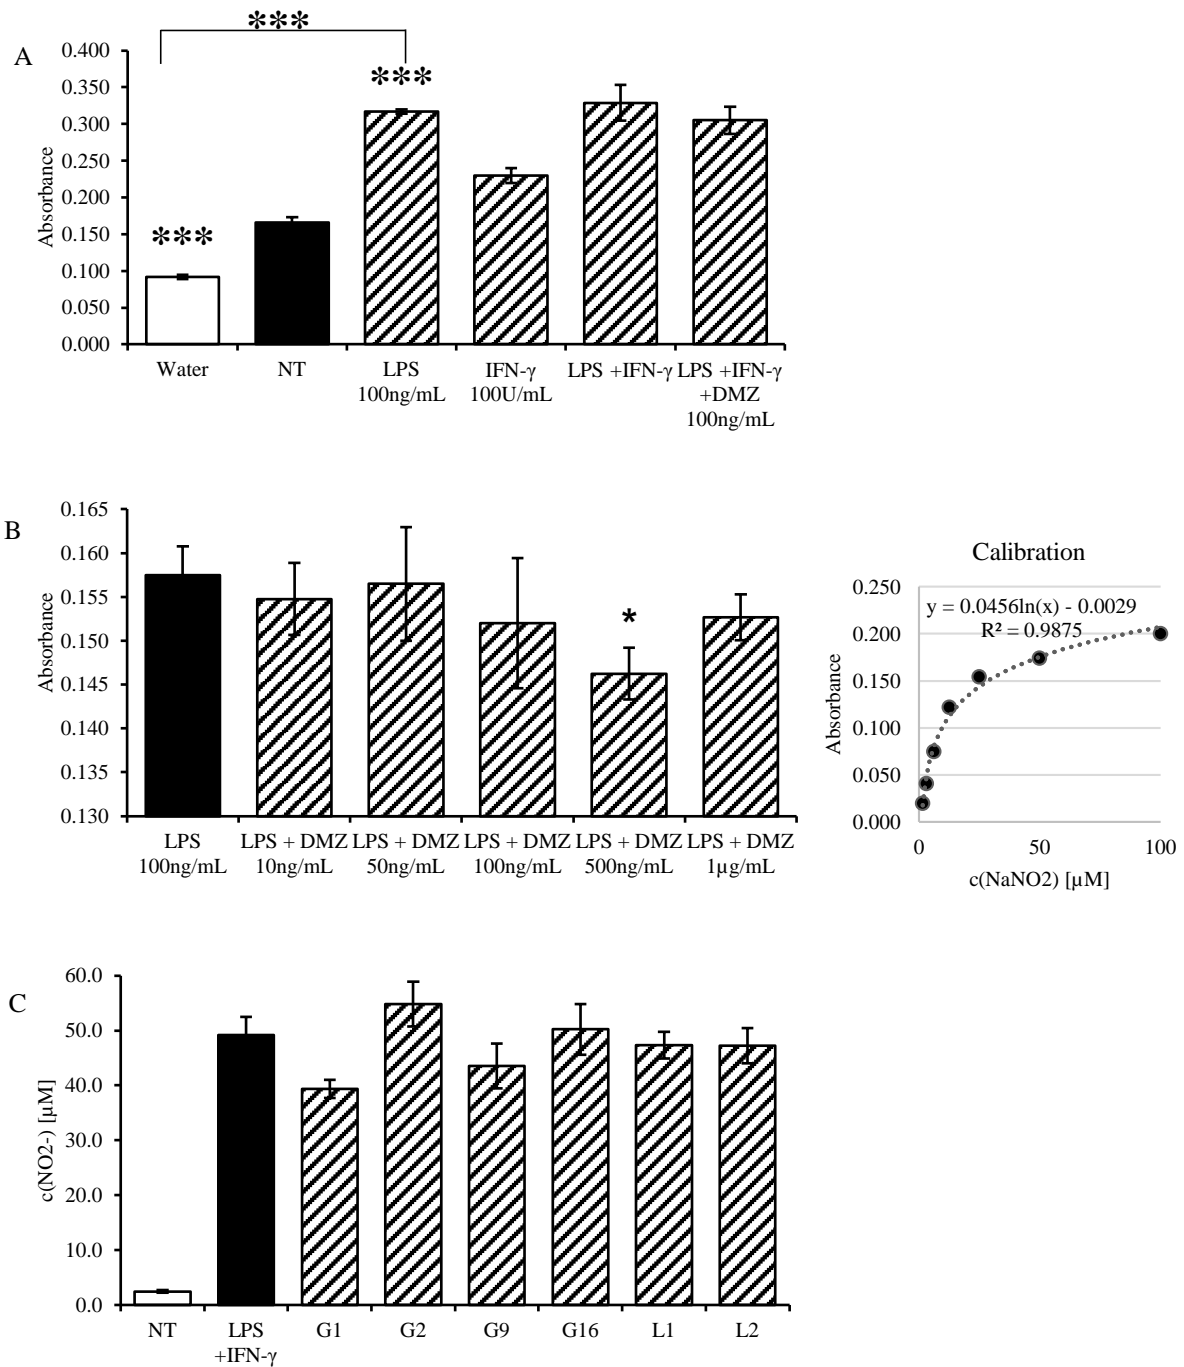 ***
A
***
***
0.400
0.350
0.300
0.250
0.200
0.150
0.100
0.050
0.000
Absorbance
Water NT LPS IFN-γ LPS +IFN-γ LPS +IFN-γ
100ng/mL 100U/mL +DMZ
100ng/mL
B
0.165
0.160
0.155
0.150
0.145
0.140
0.135
0.130
Absorbance
*
LPS LPS + DMZ LPS + DMZ LPS + DMZ LPS + DMZ LPS + DMZ
100ng/mL 10ng/mL 50ng/mL 100ng/mL 500ng/mL 1µg/mL
Calibration
y = 0.0456ln(x) - 0.0029
R² = 0.9875
0.250
0.200
0.150
0.100
0.050
0.000
Absorbance
0 50 100
c(NaNO2) [µM]
C
60.0
50.0
40.0
30.0
20.0
10.0
0.0
c(NO2-) [µM]
NT LPS G1 G2 G9 G16 L1 L2
+IFN-γ